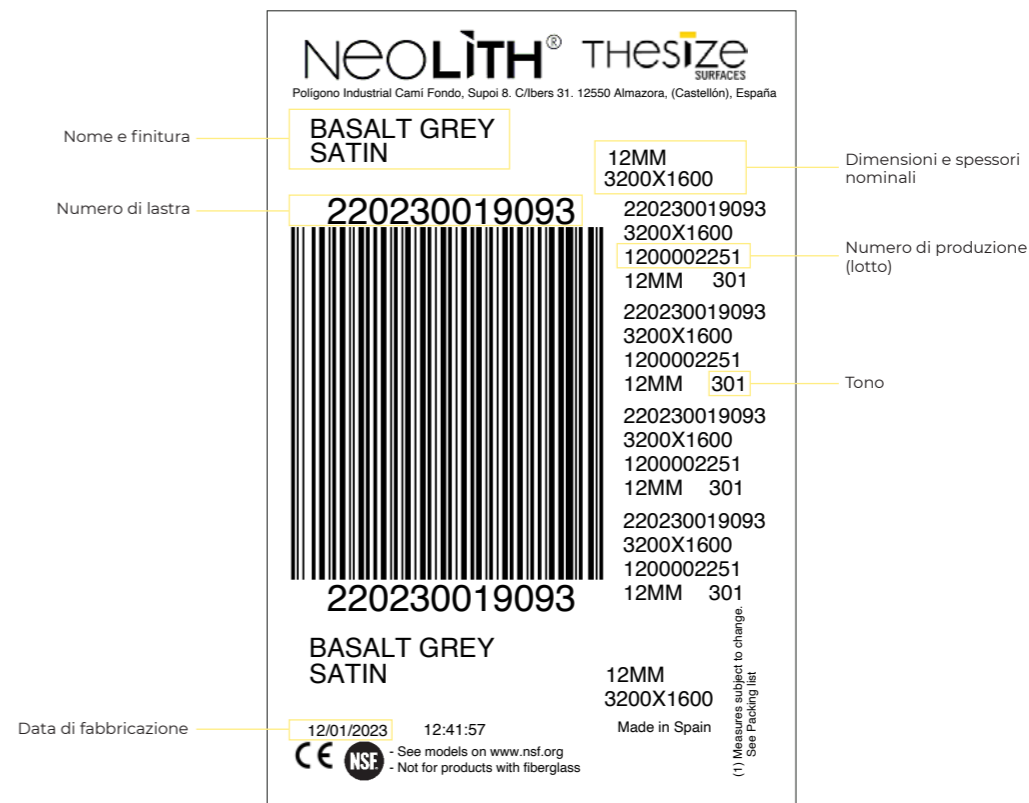 NEOLÌTH® THESIZE
SURFACES
Polígono Industrial Camí Fondo, Supoi 8. C/Ibers 31. 12550 Almazora, (Castellón), España
Nome e finitura
BASALT GREY
SATIN
12MM
3200X1600
Dimensioni e spessori
nominali
Numero di lastra
220230019093
220230019093
3200X1600
1200002251
12MM 301
Numero di produzione
(lotto)
220230019093
3200X1600
1200002251
12MM 301
Tono
220230019093
3200X1600
1200002251
12MM 301
220230019093
3200X1600
1200002251
12MM 301
220230019093
BASALT GREY
SATIN
12MM
3200X1600
(1) Measures subject to change.
See Packing list
Data di fabbricazione
12/01/2023 12:41:57
Made in Spain
CE NSF.
- See models on www.nsf.org
- Not for products with fiberglass